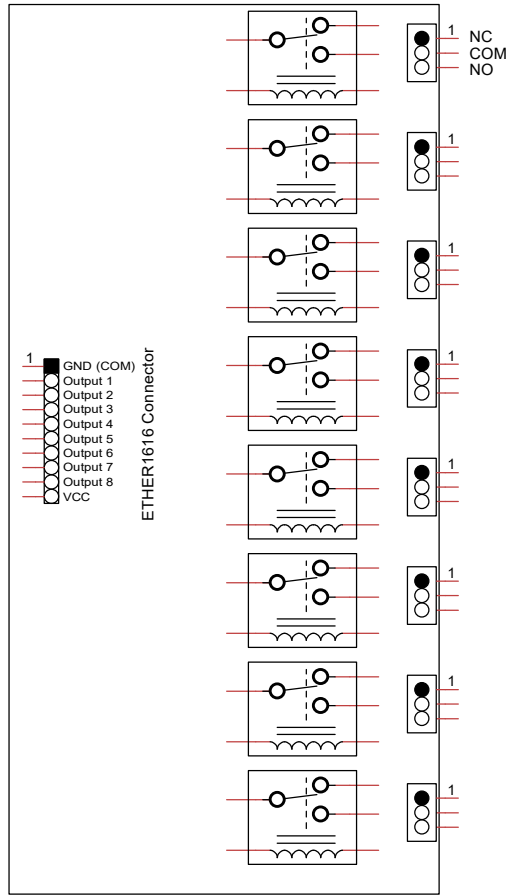 1 NC
COM
NO
1
1
1
1 GND (COM)
Output 1
Output 2
Output 3
Output 4
Output 5
Output 6
Output 7
Output 8
VCC
ETHER1616 Connector
1
1
1
1